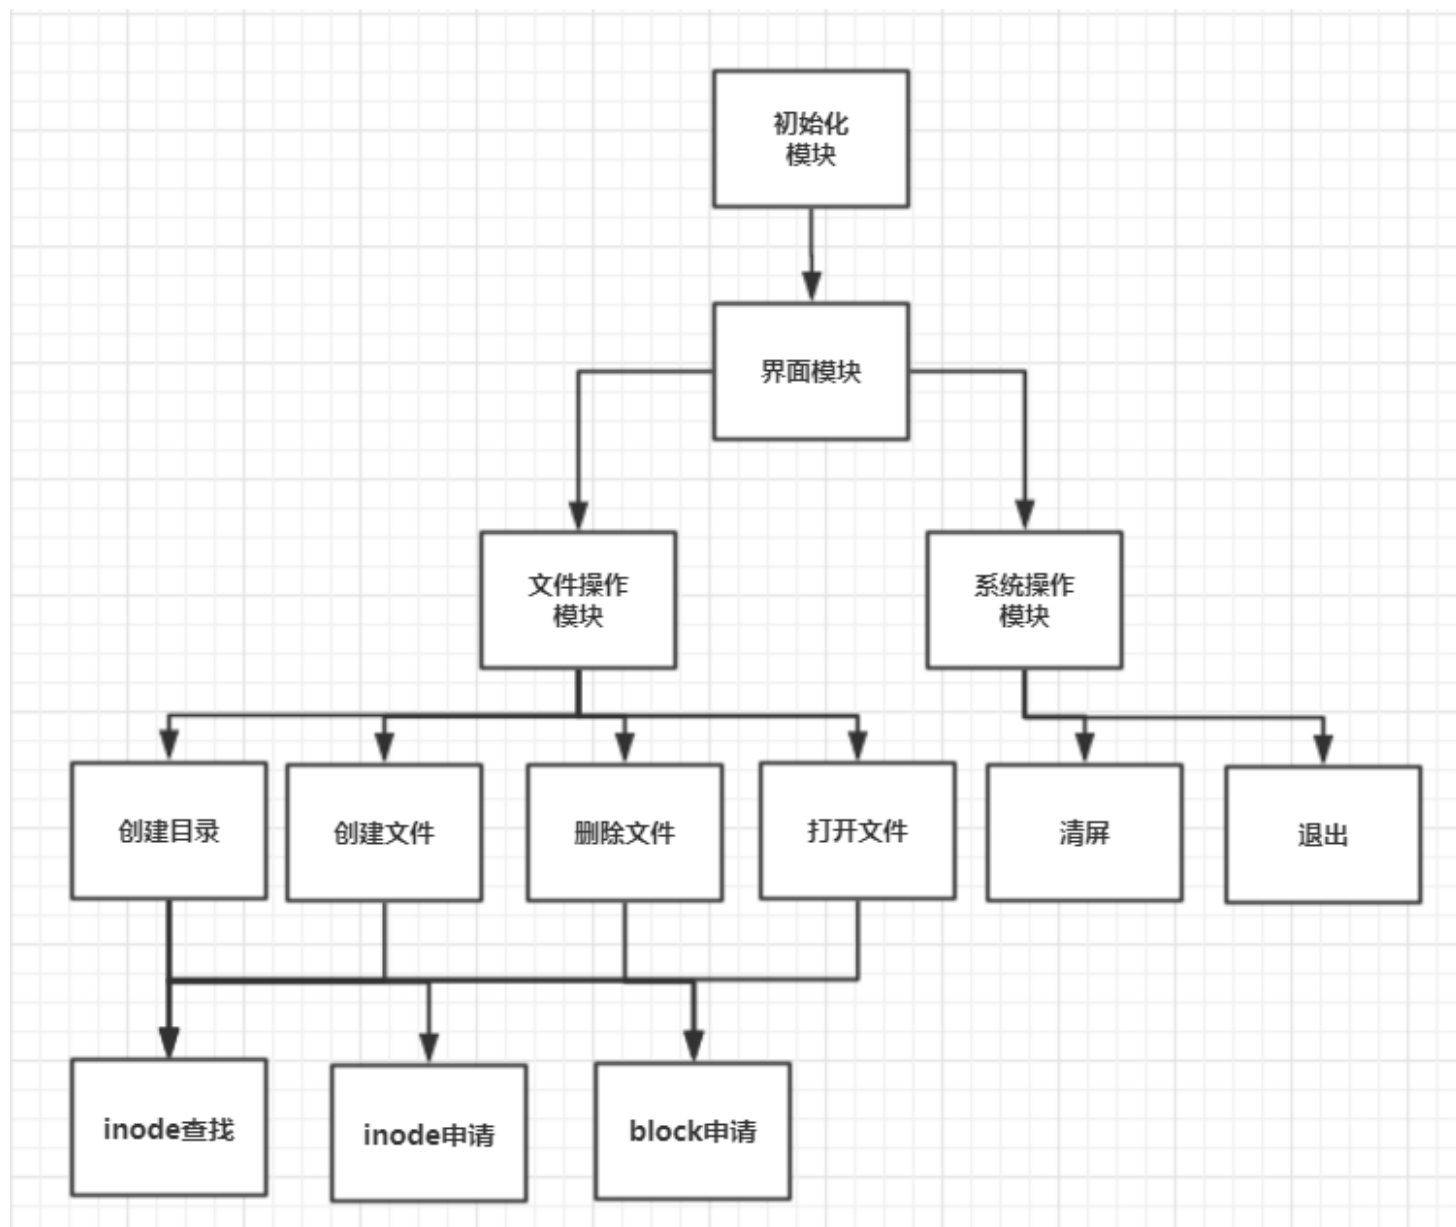 初始化
模块
界面模块
文件操作
模块
系统操作
模块
创建目录
创建文件
删除文件
打开文件
清屏
退出
inode查找
inode申请
block申请